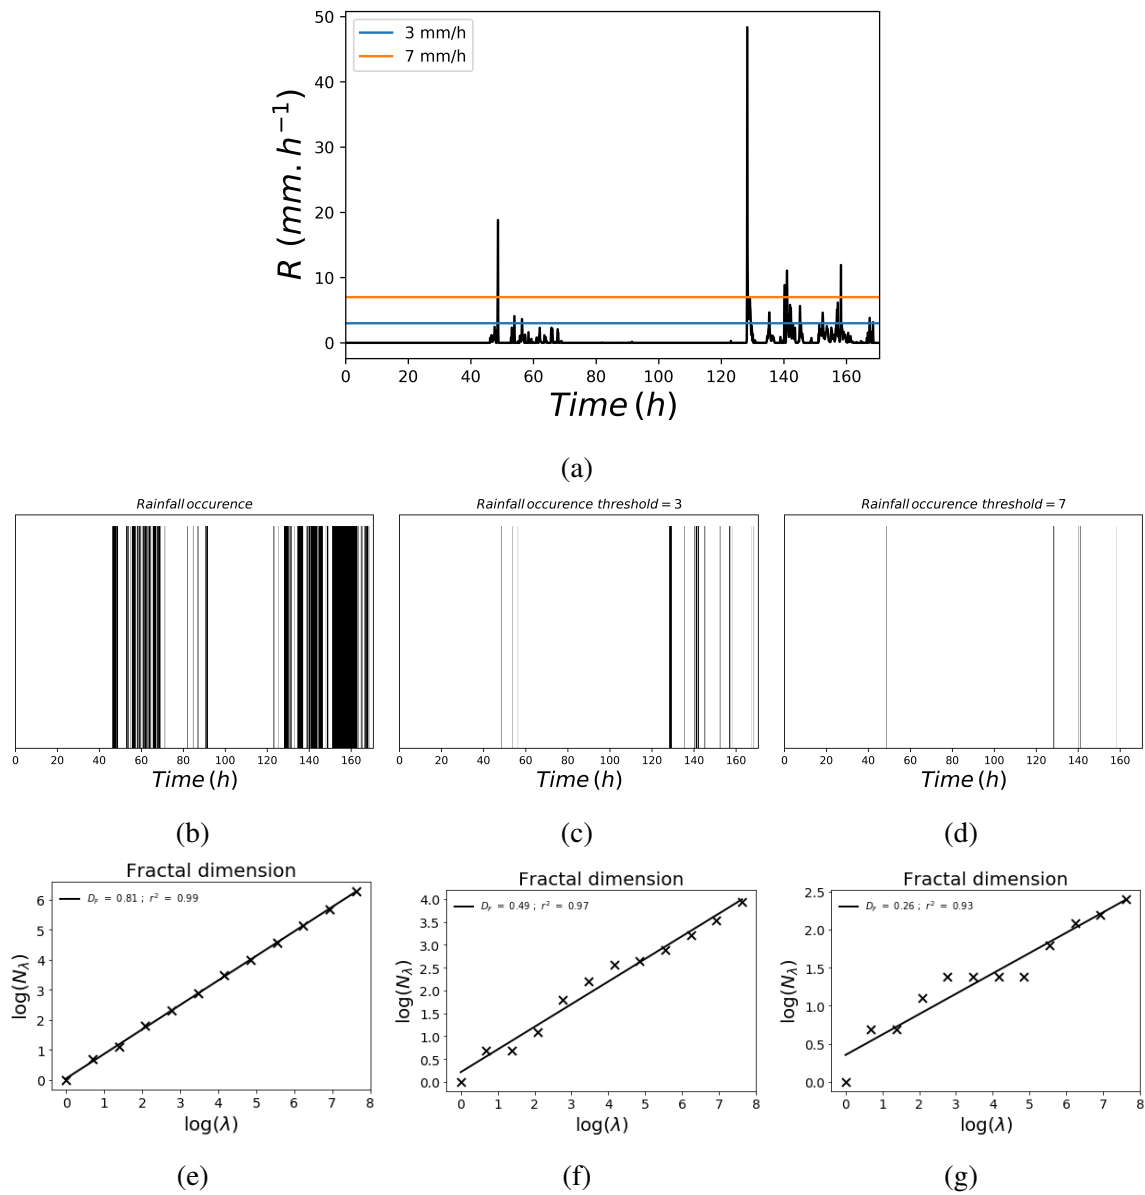 50
40
30
20
10
0
R (mm.h⁻¹)
3 mm/h
7 mm/h
0 20 40 60 80 100 120 140 160
Time (h)
(a)
Rainfall occurence
Rainfall occurence threshold = 3
Rainfall occurence threshold = 7
0 20 40 60 80 100 120 140 160
0 20 40 60 80 100 120 140 160
0 20 40 60 80 100 120 140 160
Time (h)
Time (h)
Time (h)
(b)
(c)
(d)
Fractal dimension
D_F = 0.81 ; r² = 0.99
6
5
4
3
2
1
0
log(N_λ)
0 1 2 3 4 5 6 7 8
log(λ)
Fractal dimension
D_F = 0.49 ; r² = 0.97
4.0
3.5
3.0
2.5
2.0
1.5
1.0
0.5
0.0
log(N_λ)
0 1 2 3 4 5 6 7 8
log(λ)
Fractal dimension
D_F = 0.26 ; r² = 0.93
2.5
2.0
1.5
1.0
0.5
0.0
log(N_λ)
0 1 2 3 4 5 6 7 8
log(λ)
(e)
(f)
(g)